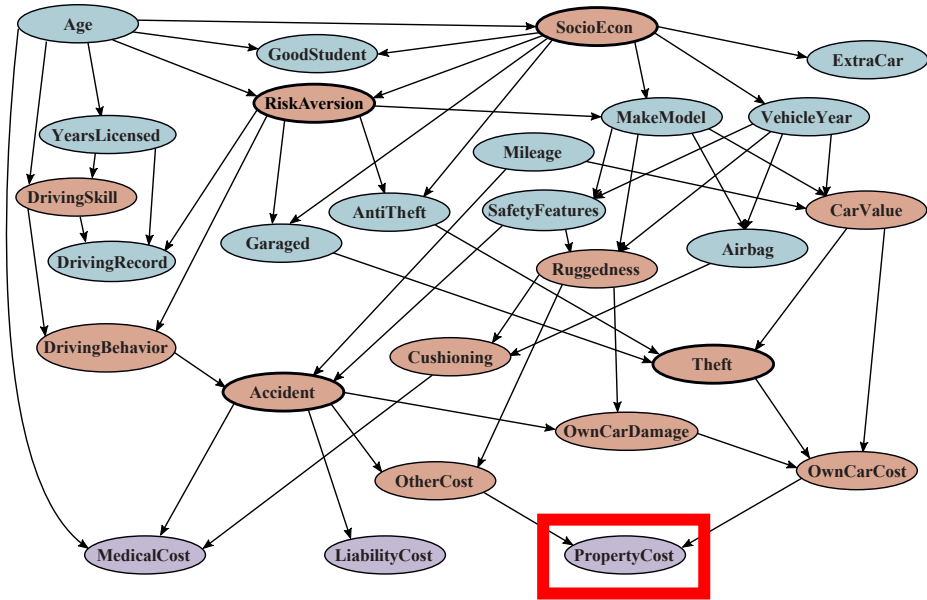 Age
SocioEcon
GoodStudent
ExtraCar
RiskAversion
YearsLicensed
MakeModel
VehicleYear
Mileage
DrivingSkill
AntiTheft
SafetyFeatures
CarValue
Garaged
Airbag
DrivingRecord
Ruggedness
DrivingBehavior
Cushioning
Theft
Accident
OwnCarDamage
OwnCarCost
OtherCost
MedicalCost
LiabilityCost
PropertyCost